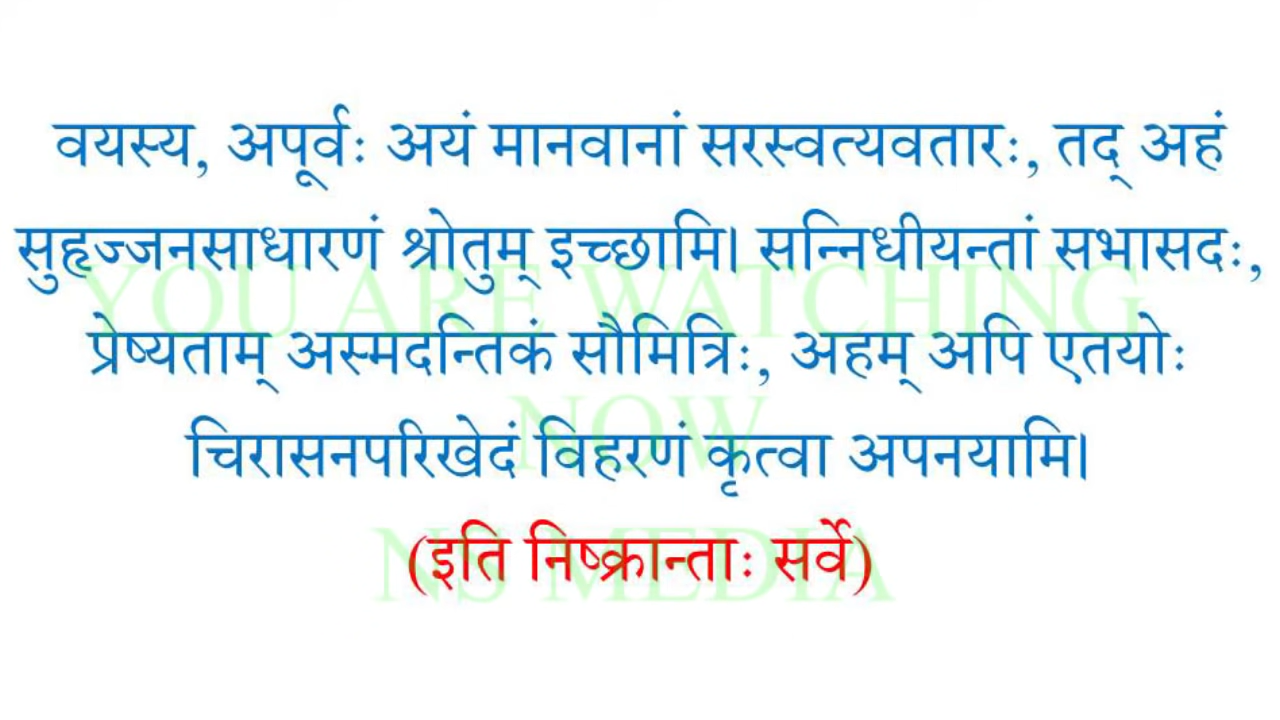 वयस्य, अपूर्वः अयं मानवानां सरस्वत्यवतारः, तद् अहं
सुहृज्जनसाधारणं श्रोतुम् इच्छामि। सन्निधीयन्तां सभासदः,
YOU ARE WATCHING
प्रेष्यताम् अस्मदन्तिकं सौमित्रिः, अहम् अपि एतयोः
NOW
चिरासनपरिखेदं विहरणं कृत्वा अपनयामि।
(इति निष्क्रान्ताः सर्वे)
NS MEDIA